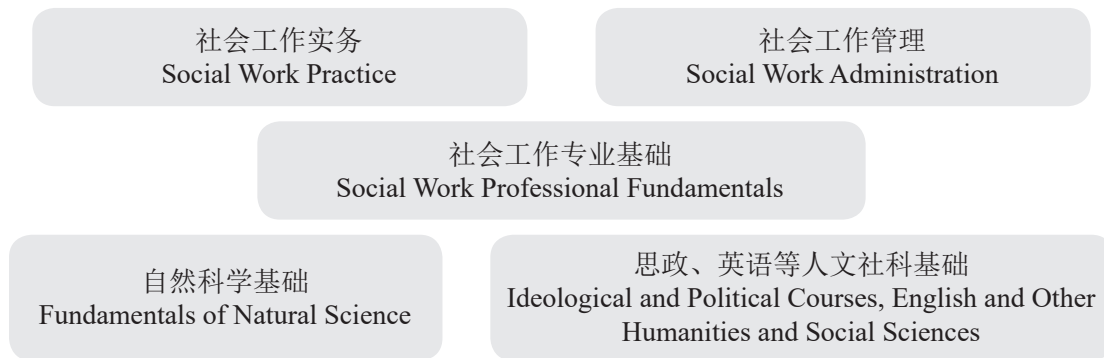 社会工作实务
Social Work Practice
社会工作管理
Social Work Administration
社会工作专业基础
Social Work Professional Fundamentals
自然科学基础
Fundamentals of Natural Science
思政、英语等人文社科基础
Ideological and Political Courses, English and Other
Humanities and Social Sciences